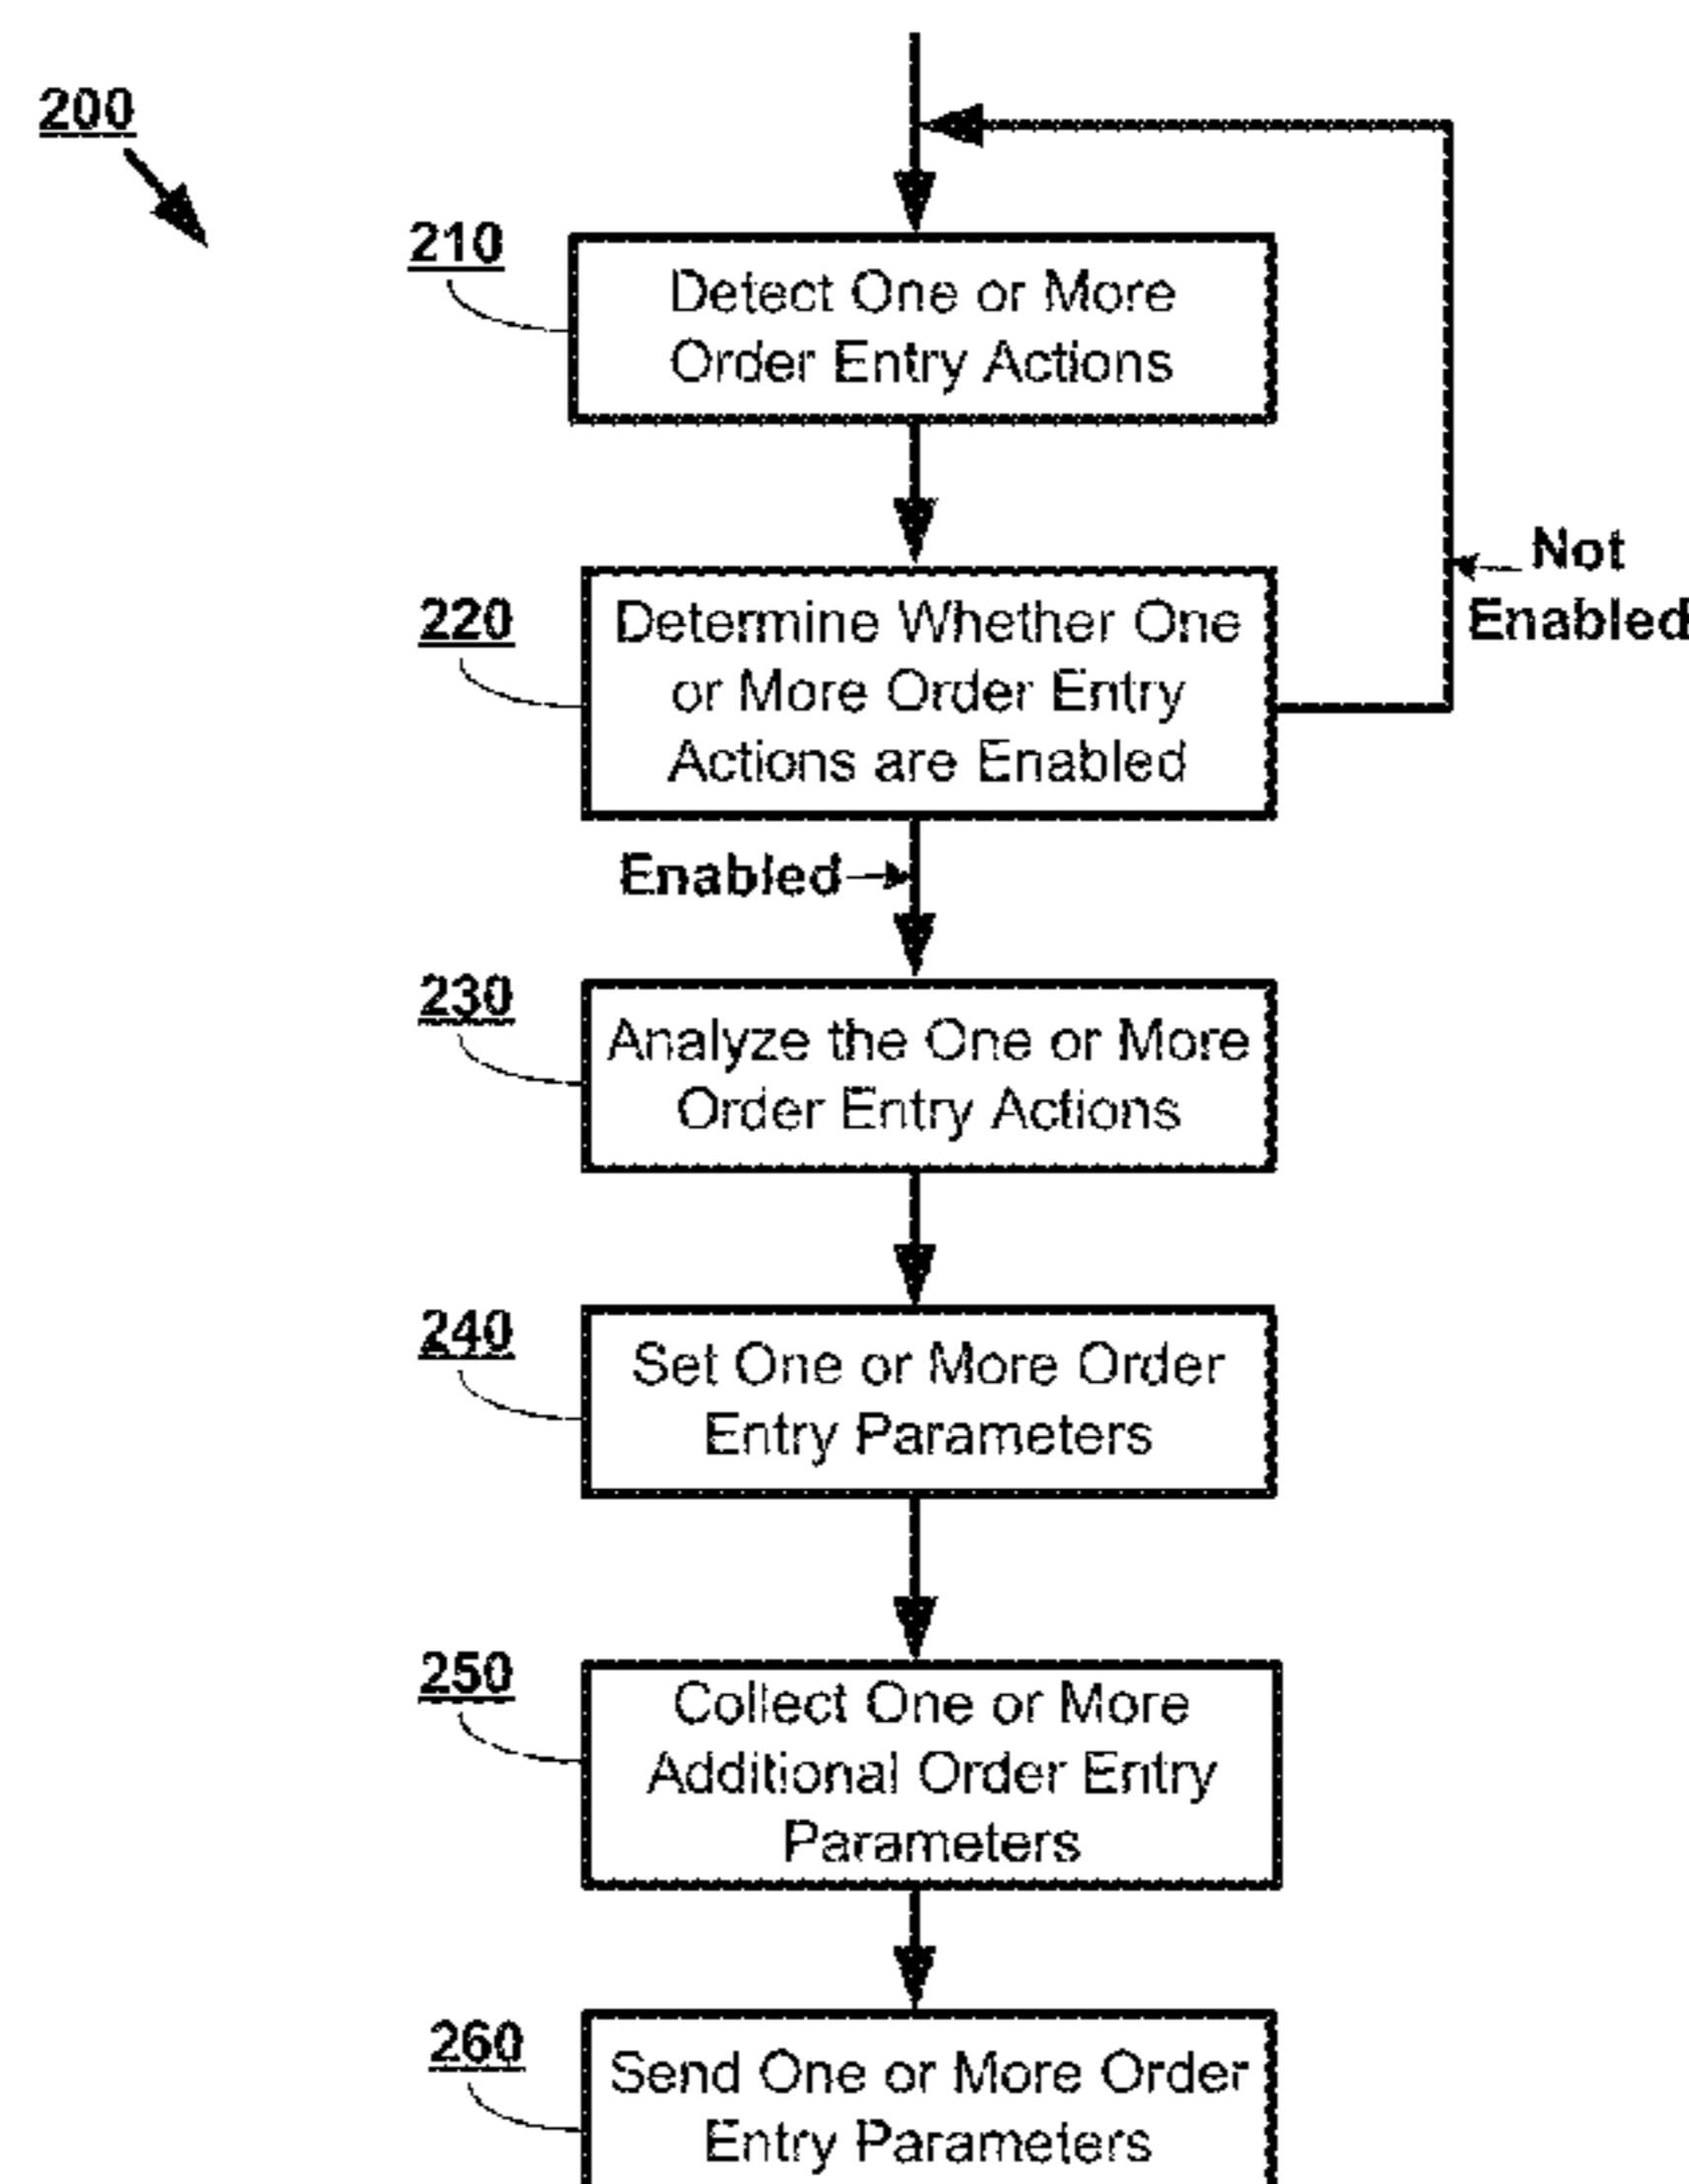 200
210
Detect One or More
Order Entry Actions
Not
Enabled
220
Determine Whether One
or More Order Entry
Actions are Enabled
Enabled
230
Analyze the One or More
Order Entry Actions
240
Set One or More Order
Entry Parameters
250
Collect One or More
Additional Order Entry
Parameters
260
Send One or More Order
Entry Parameters